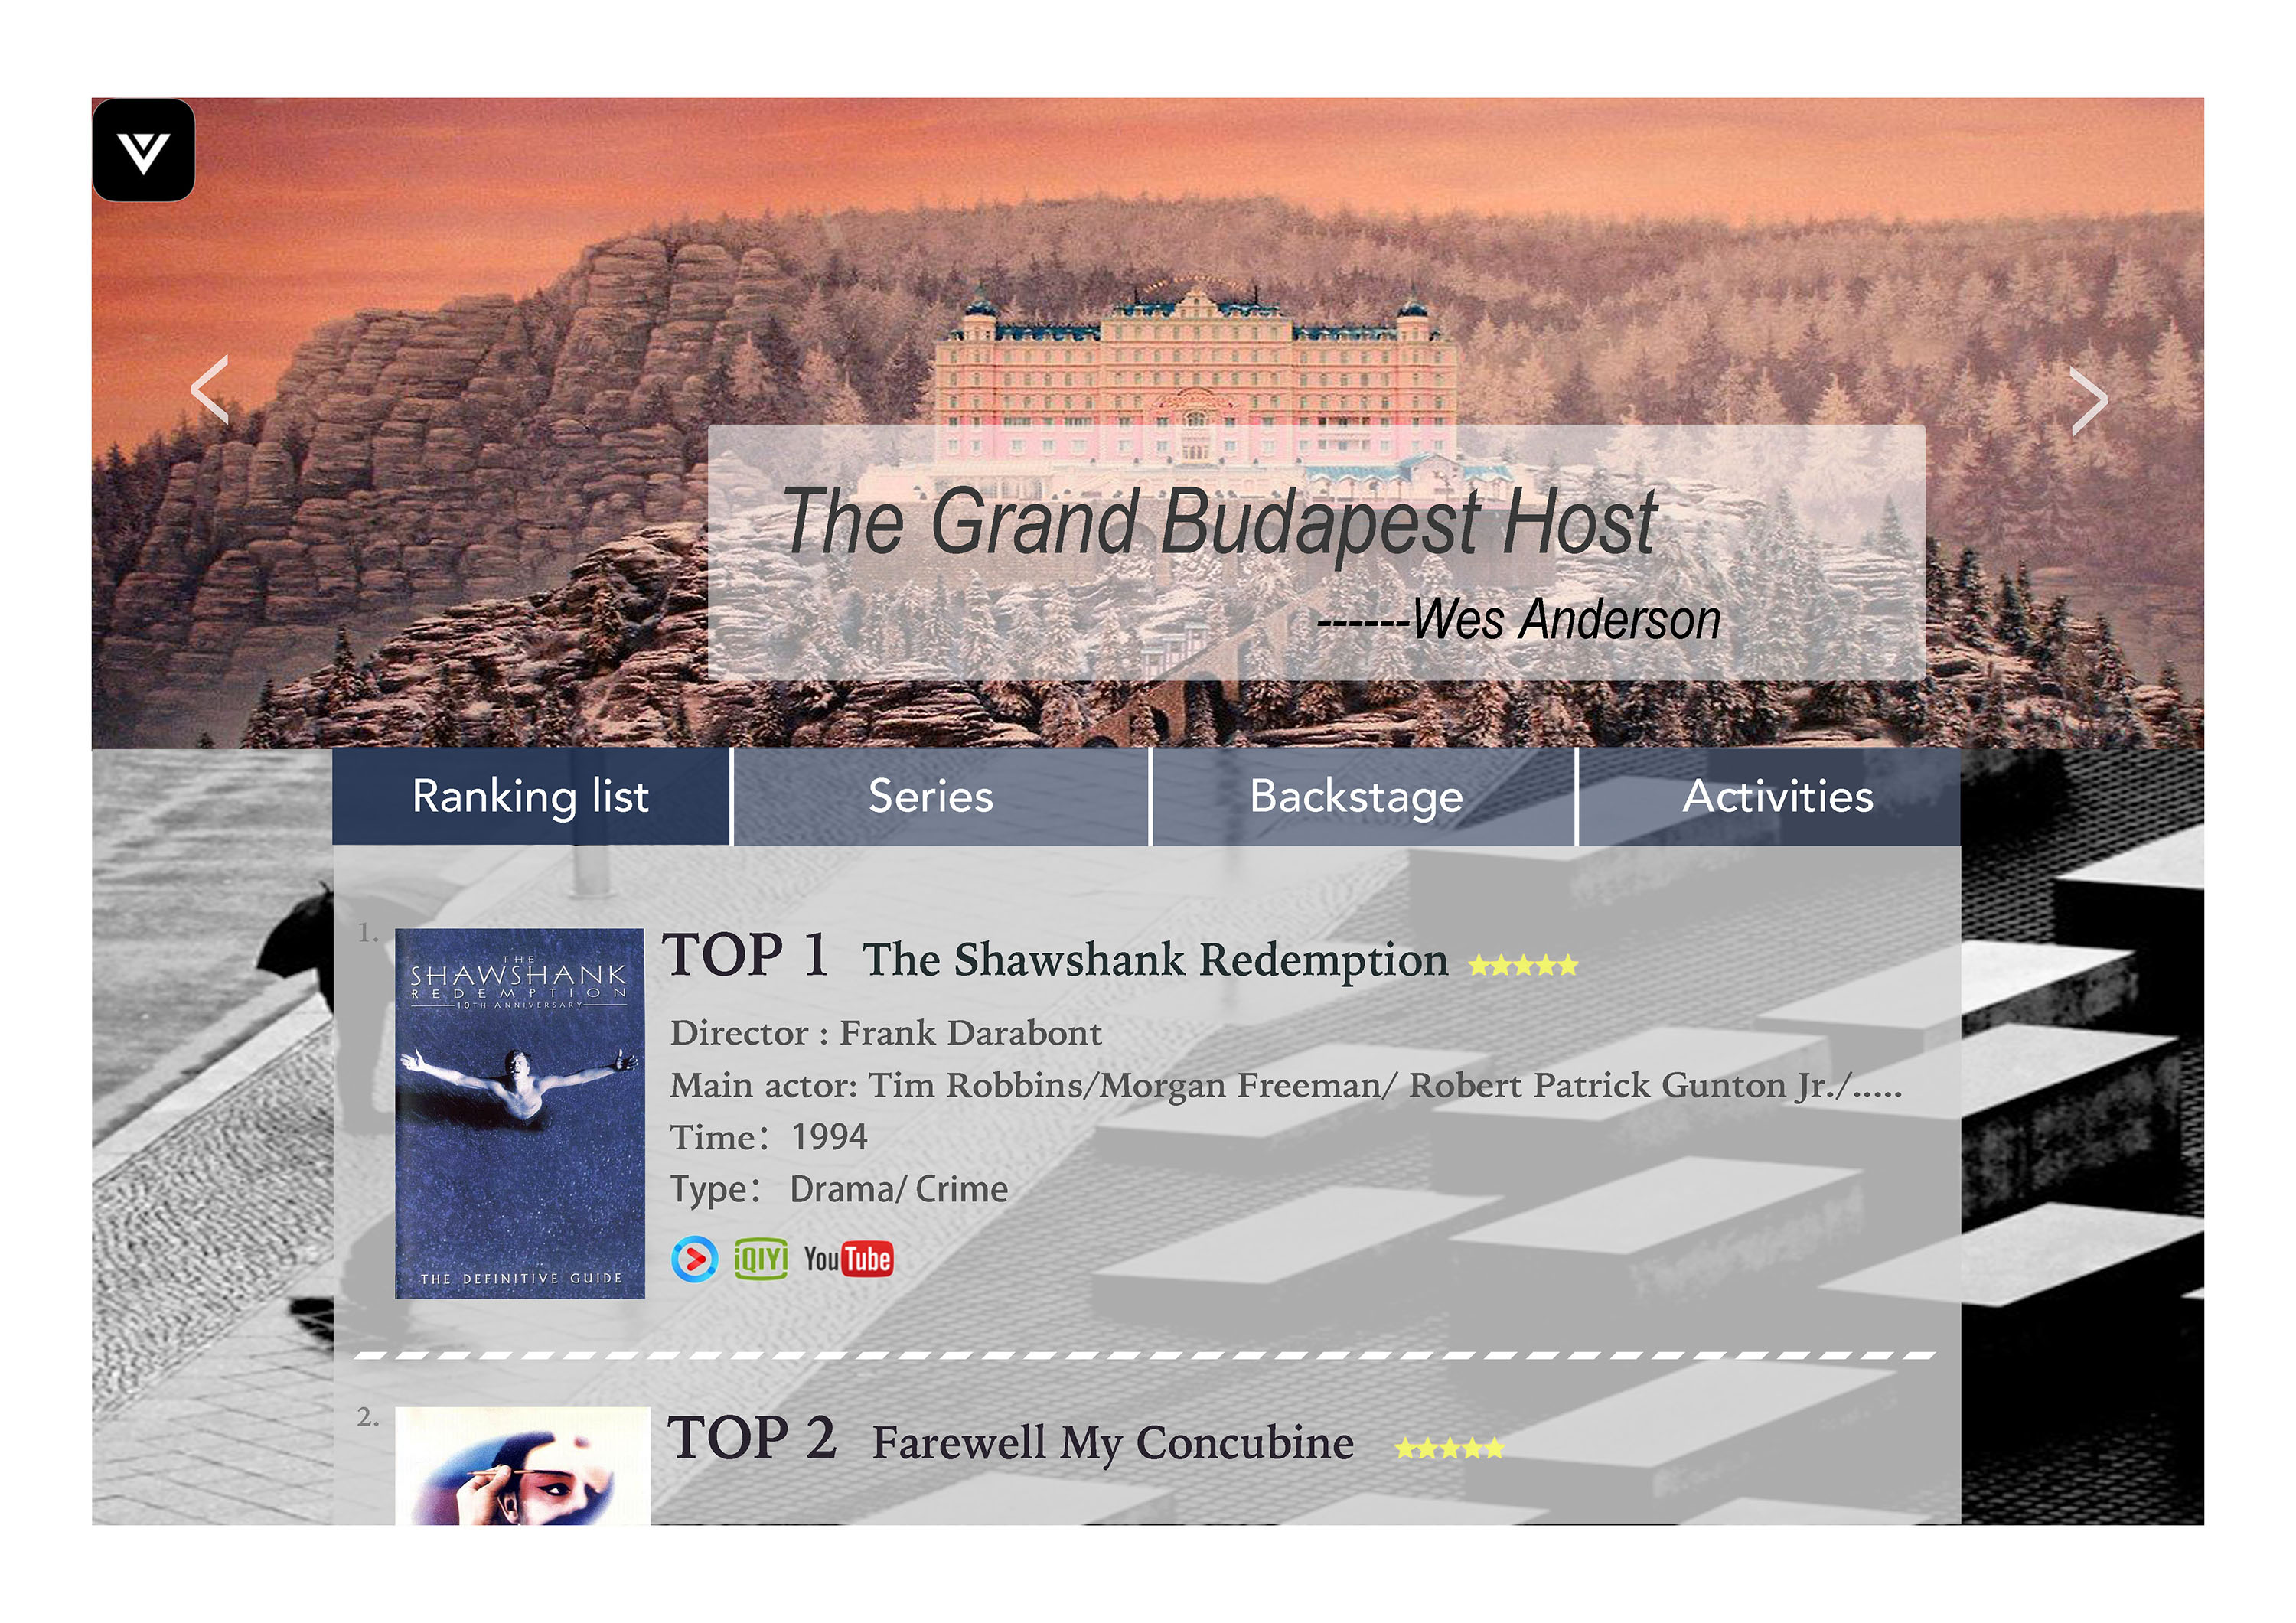 The Grand Budapest Host
------Wes Anderson
Ranking list
Series
Backstage
Activities
1.
THE
SHAWSHANK
REDEMPTION
10TH ANNIVERSARY
THE DEFINITIVE GUIDE
TOP 1 The Shawshank Redemption
Director : Frank Darabont
Main actor: Tim Robbins/Morgan Freeman/ Robert Patrick Gunton Jr./.....
Time: 1994
Type: Drama/ Crime
iQIYI
YouTube
2.
TOP 2 Farewell My Concubine